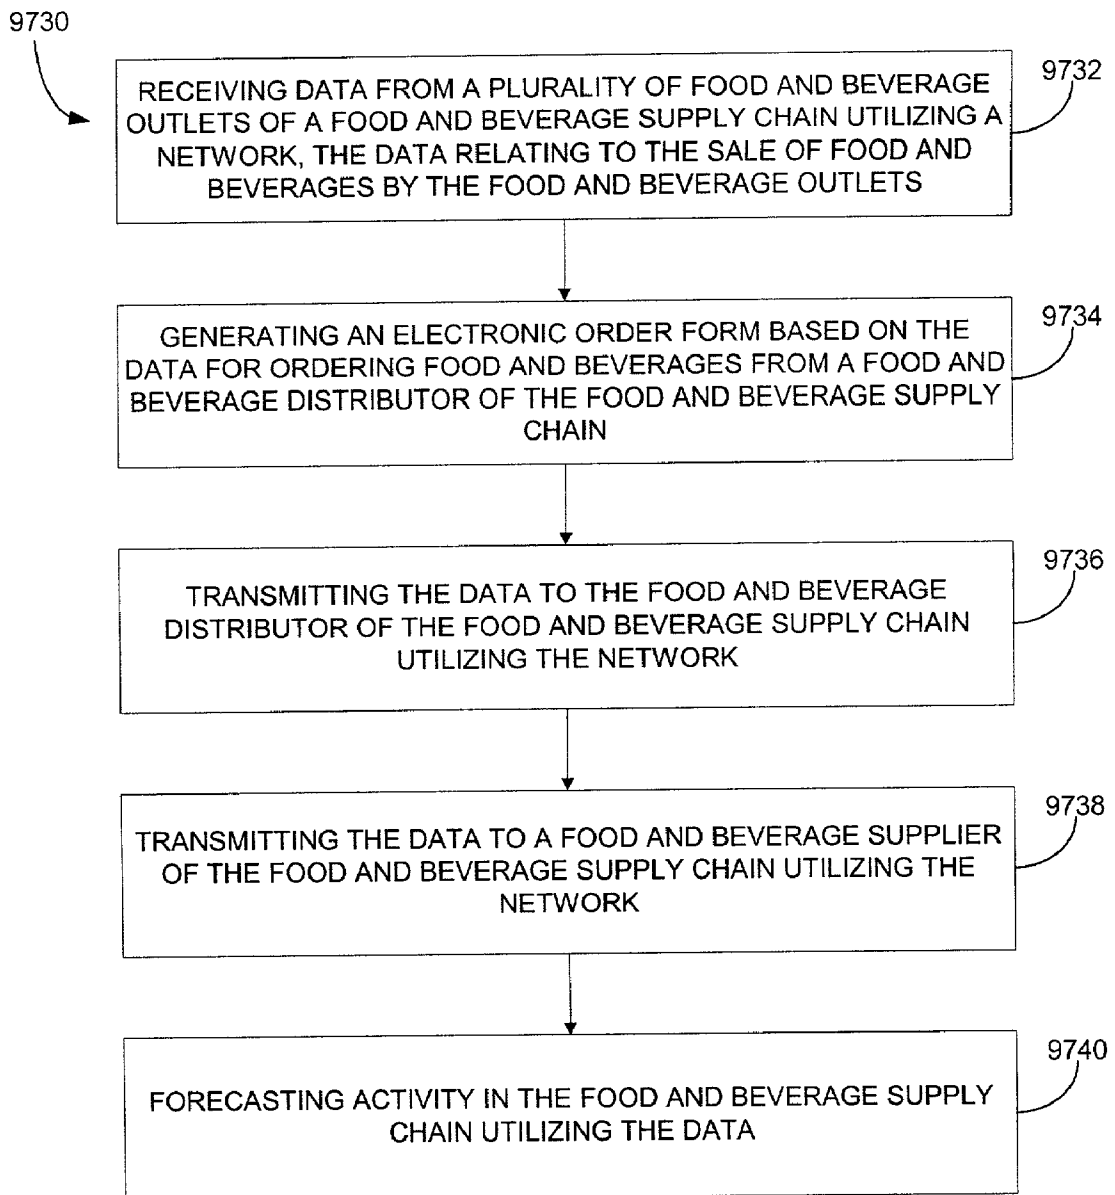 9730
9732
RECEIVING DATA FROM A PLURALITY OF FOOD AND BEVERAGE
OUTLETS OF A FOOD AND BEVERAGE SUPPLY CHAIN UTILIZING A
NETWORK, THE DATA RELATING TO THE SALE OF FOOD AND
BEVERAGES BY THE FOOD AND BEVERAGE OUTLETS
9734
GENERATING AN ELECTRONIC ORDER FORM BASED ON THE
DATA FOR ORDERING FOOD AND BEVERAGES FROM A FOOD AND
BEVERAGE DISTRIBUTOR OF THE FOOD AND BEVERAGE SUPPLY
CHAIN
9736
TRANSMITTING THE DATA TO THE FOOD AND BEVERAGE
DISTRIBUTOR OF THE FOOD AND BEVERAGE SUPPLY CHAIN
UTILIZING THE NETWORK
9738
TRANSMITTING THE DATA TO A FOOD AND BEVERAGE SUPPLIER
OF THE FOOD AND BEVERAGE SUPPLY CHAIN UTILIZING THE
NETWORK
9740
FORECASTING ACTIVITY IN THE FOOD AND BEVERAGE SUPPLY
CHAIN UTILIZING THE DATA